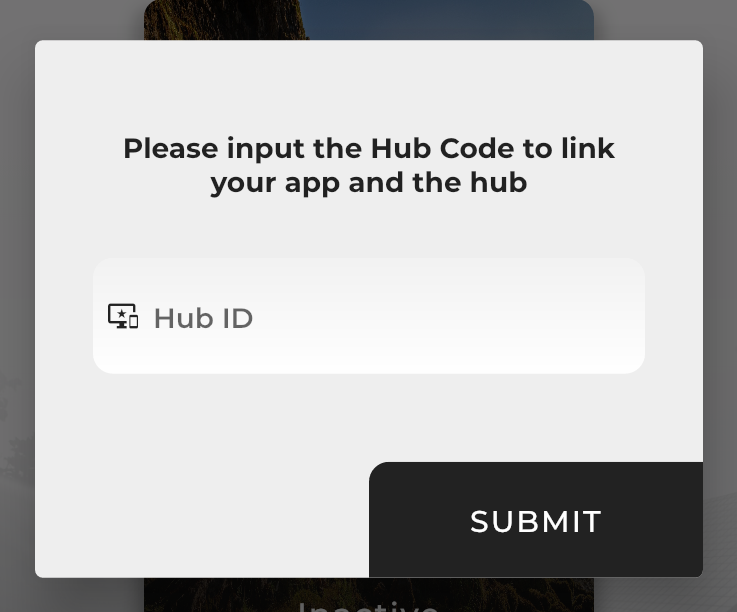 Please input the Hub Code to link
your app and the hub
Hub ID
SUBMIT
Inactive